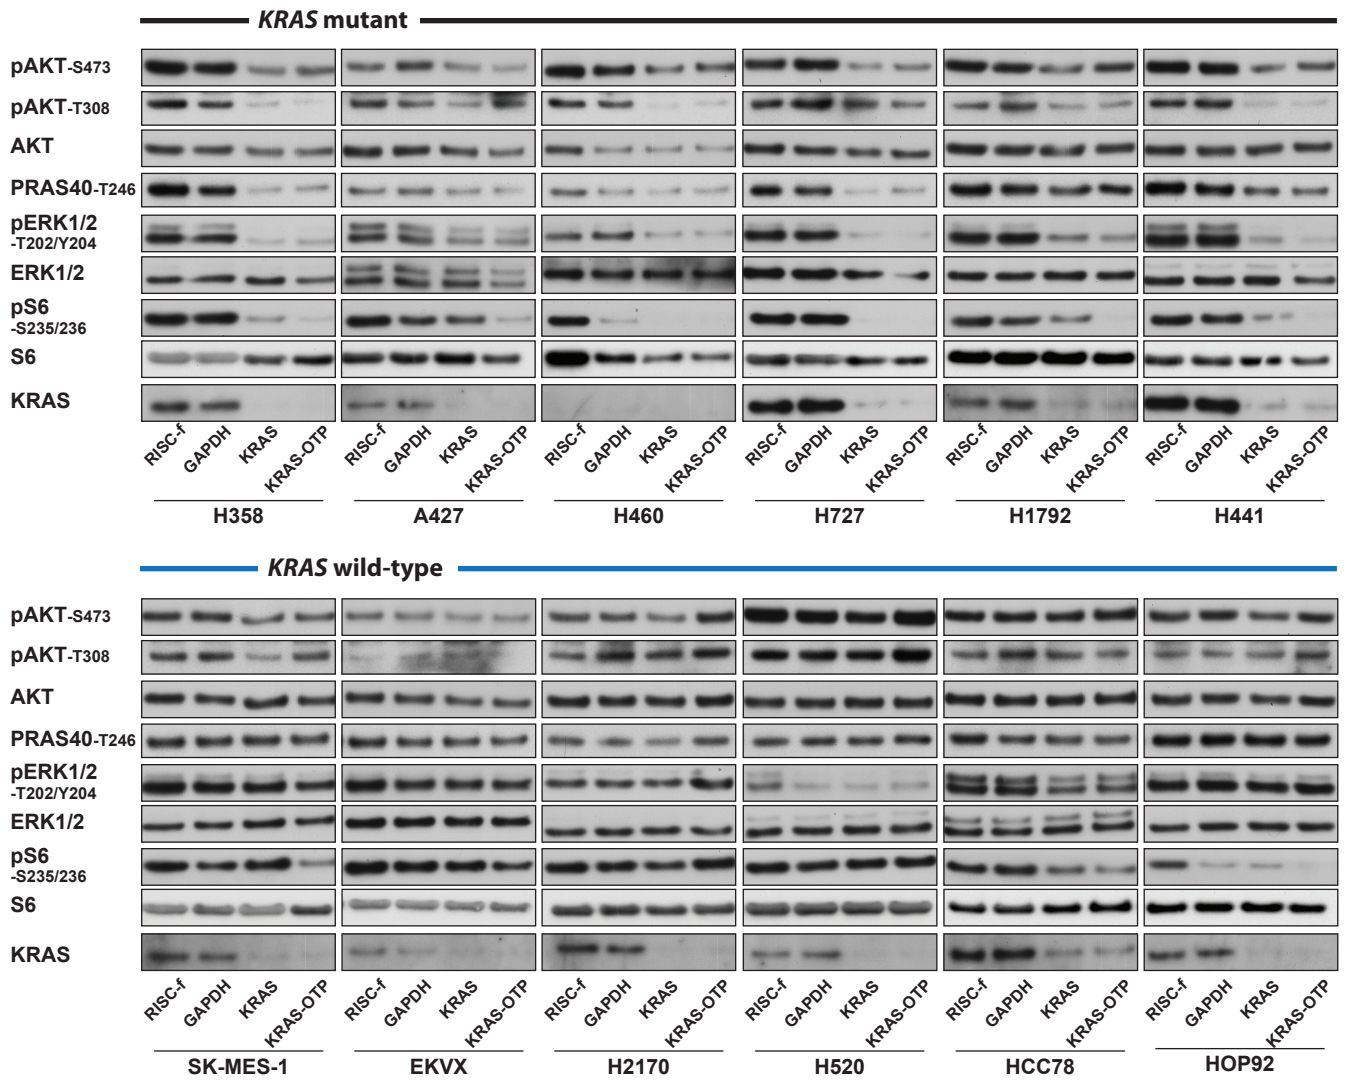 KRAS mutant
pAKT-S473
pAKT-T308
AKT
PRAS40-T246
pERK1/2
-T202/Y204
ERK1/2
pS6
-S235/236
S6
KRAS
RISC-f GAPDH KRAS KRAS-OTP RISC-f GAPDH KRAS KRAS-OTP RISC-f GAPDH KRAS KRAS-OTP RISC-f GAPDH KRAS KRAS-OTP RISC-f GAPDH KRAS KRAS-OTP RISC-f GAPDH KRAS KRAS-OTP
H358 A427 H460 H727 H1792 H441
KRAS wild-type
pAKT-S473
pAKT-T308
AKT
PRAS40-T246
pERK1/2
-T202/Y204
ERK1/2
pS6
-S235/236
S6
KRAS
RISC-f GAPDH KRAS KRAS-OTP RISC-f GAPDH KRAS KRAS-OTP RISC-f GAPDH KRAS KRAS-OTP RISC-f GAPDH KRAS KRAS-OTP RISC-f GAPDH KRAS KRAS-OTP RISC-f GAPDH KRAS KRAS-OTP
SK-MES-1 EKVX H2170 H520 HCC78 HOP92